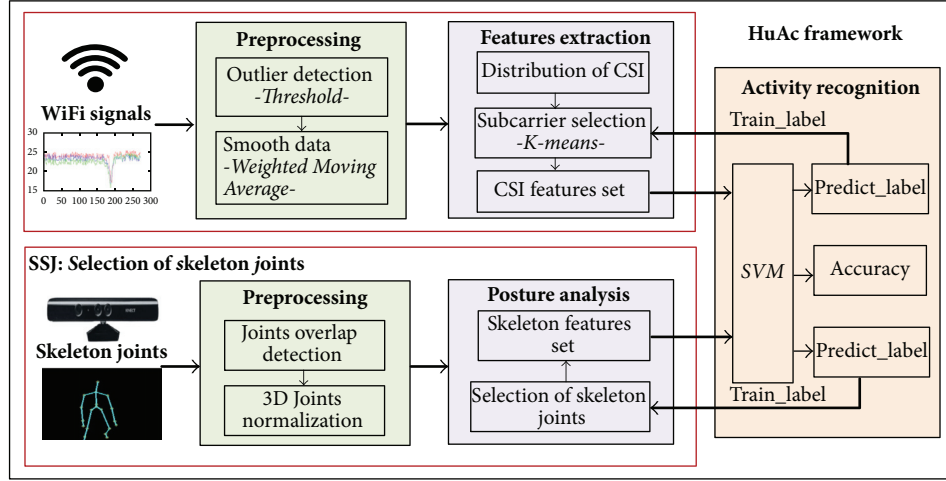 HuAc framework
WiFi signals
30
25
20
15
0 50 100 150 200 250 300
Preprocessing
Outlier detection
-Threshold-
Smooth data
-Weighted Moving
Average-
Features extraction
Distribution of CSI
Subcarrier selection
-K-means-
CSI features set
SSJ: Selection of skeleton joints
Skeleton joints
Preprocessing
Joints overlap
detection
3D Joints
normalization
Posture analysis
Skeleton features
set
Selection of skeleton
joints
Activity recognition
Train_label
Predict_label
SVM
Accuracy
Predict_label
Train_label